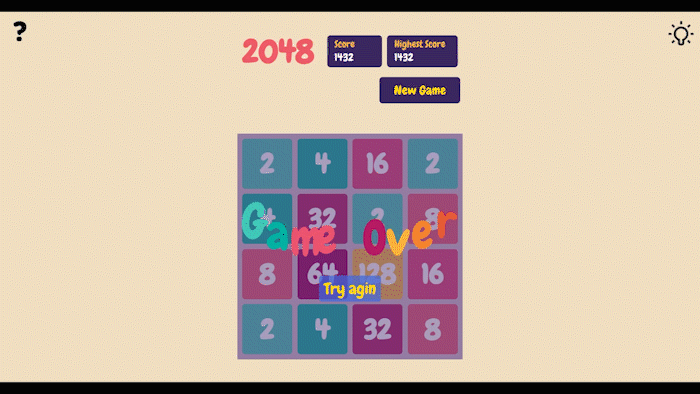 ?
2048
Score
1432
Highest Score
1432
New Game
2 4 16 2
32 2 8
Game Over
8 64 128 16
Try agin
2 4 32 8